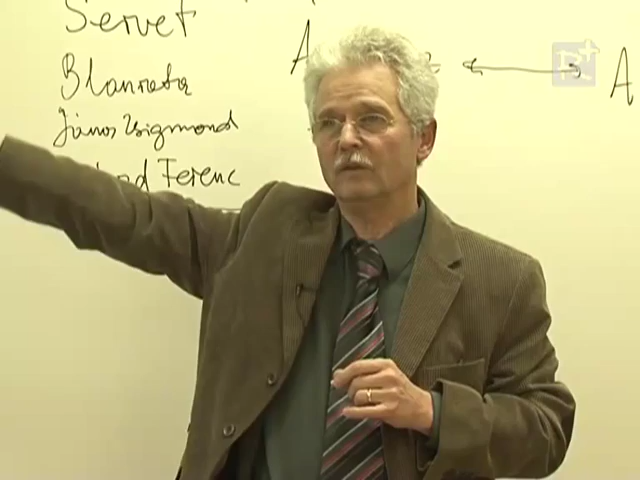 Servet
Blandrata
János Zsigmond
Ferenc
A
A
R+